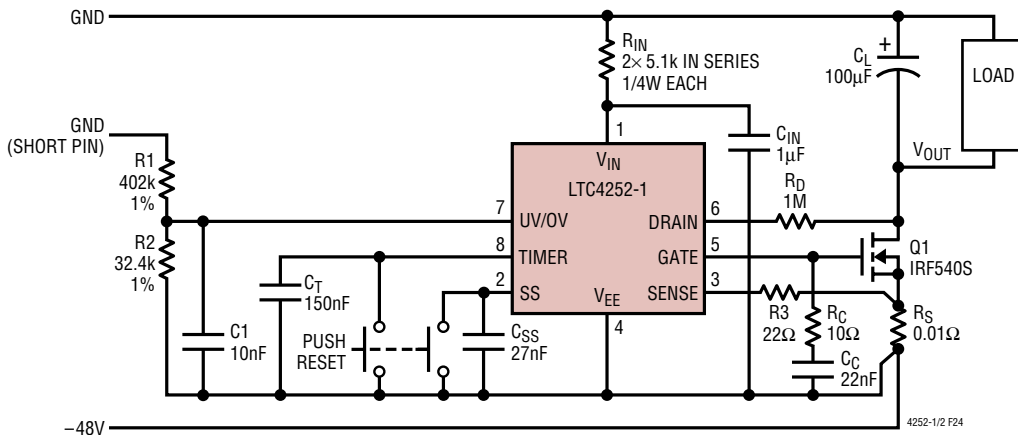 GND
R_IN
2× 5.1k IN SERIES
1/4W EACH
+
C_L
100µF
LOAD
GND
(SHORT PIN)
R1
402k
1%
1
C_IN
1µF
V_IN
LTC4252-1
V_OUT
R_D
1M
7
UV/OV
DRAIN
6
R2
32.4k
1%
8
TIMER
GATE
5
Q1
IRF540S
C_T
150nF
2
SS
V_EE
SENSE
3
4
C1
10nF
PUSH
RESET
C_SS
27nF
R3
22Ω
R_C
10Ω
R_S
0.01Ω
C_C
22nF
–48V
4252-1/2 F24